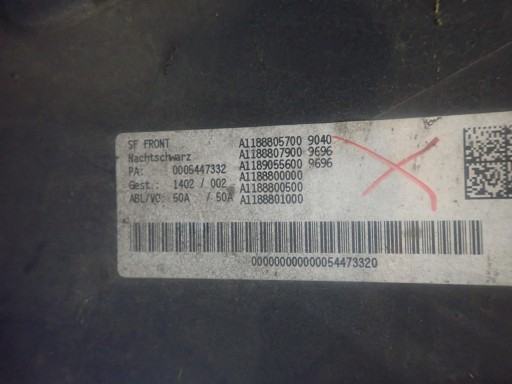 SF FRONT A1188805700 9040
Nachtschwarz A1188807900 9696
PA: 0005447332 A1189055600 9696
Gest.: 1402 / 002 A1188800000
ABL/VC: 50A / 50A A1188800500
A1188801000
000000000000054473320